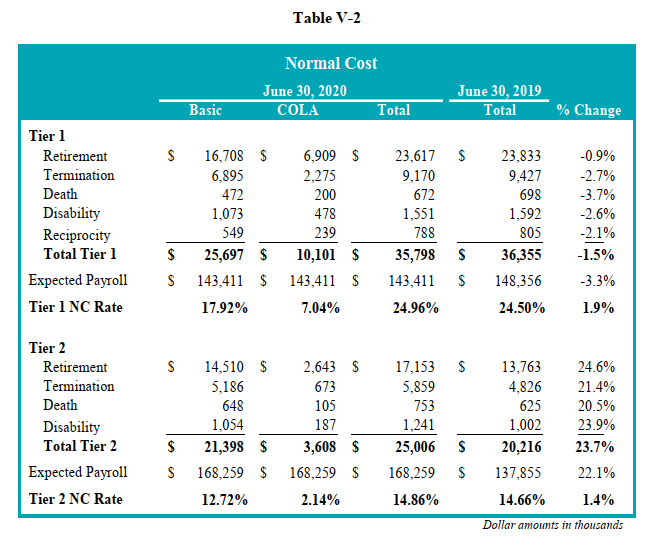 Table V-2
Normal Cost
June 30, 2020 June 30, 2019
Basic COLA Total Total % Change
Tier 1
Retirement $ 16,708 $ 6,909 $ 23,617 $ 23,833 -0.9%
Termination 6,895 2,275 9,170 9,427 -2.7%
Death 472 200 672 698 -3.7%
Disability 1,073 478 1,551 1,592 -2.6%
Reciprocity 549 239 788 805 -2.1%
Total Tier 1 $ 25,697 $ 10,101 $ 35,798 $ 36,355 -1.5%
Expected Payroll $ 143,411 $ 143,411 $ 143,411 $ 148,356 -3.3%
Tier 1 NC Rate 17.92% 7.04% 24.96% 24.50% 1.9%
Tier 2
Retirement $ 14,510 $ 2,643 $ 17,153 $ 13,763 24.6%
Termination 5,186 673 5,859 4,826 21.4%
Death 648 105 753 625 20.5%
Disability 1,054 187 1,241 1,002 23.9%
Total Tier 2 $ 21,398 $ 3,608 $ 25,006 $ 20,216 23.7%
Expected Payroll $ 168,259 $ 168,259 $ 168,259 $ 137,855 22.1%
Tier 2 NC Rate 12.72% 2.14% 14.86% 14.66% 1.4%
Dollar amounts in thousands